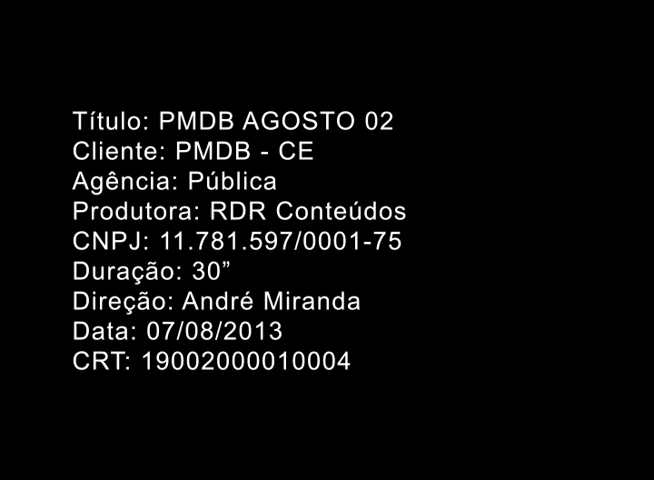 Título: PMDB AGOSTO 02
Cliente: PMDB - CE
Agência: Pública
Produtora: RDR Conteúdos
CNPJ: 11.781.597/0001-75
Duração: 30”
Direção: André Miranda
Data: 07/08/2013
CRT: 19002000010004